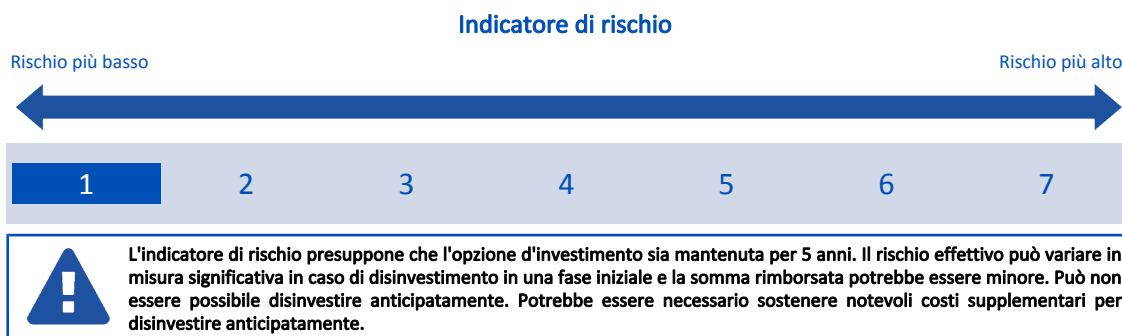 Indicatore di rischio
Rischio più basso
Rischio più alto
1 2 3 4 5 6 7
L'indicatore di rischio presuppone che l'opzione d'investimento sia mantenuta per 5 anni. Il rischio effettivo può variare in
misura significativa in caso di disinvestimento in una fase iniziale e la somma rimborsata potrebbe essere minore. Può non
essere possibile disinvestire anticipatamente. Potrebbe essere necessario sostenere notevoli costi supplementari per
disinvestire anticipatamente.